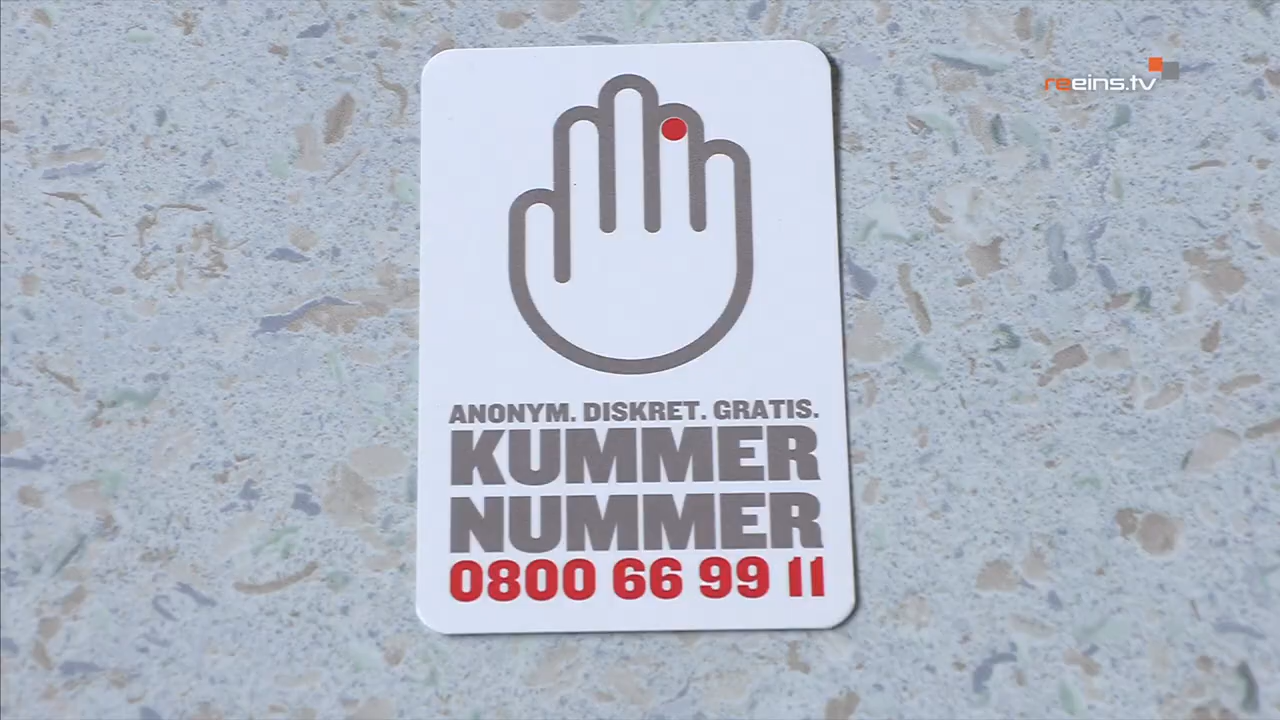 reeins.tv
ANONYM. DISKRET. GRATIS.
KUMMER
NUMMER
0800 66 99 11